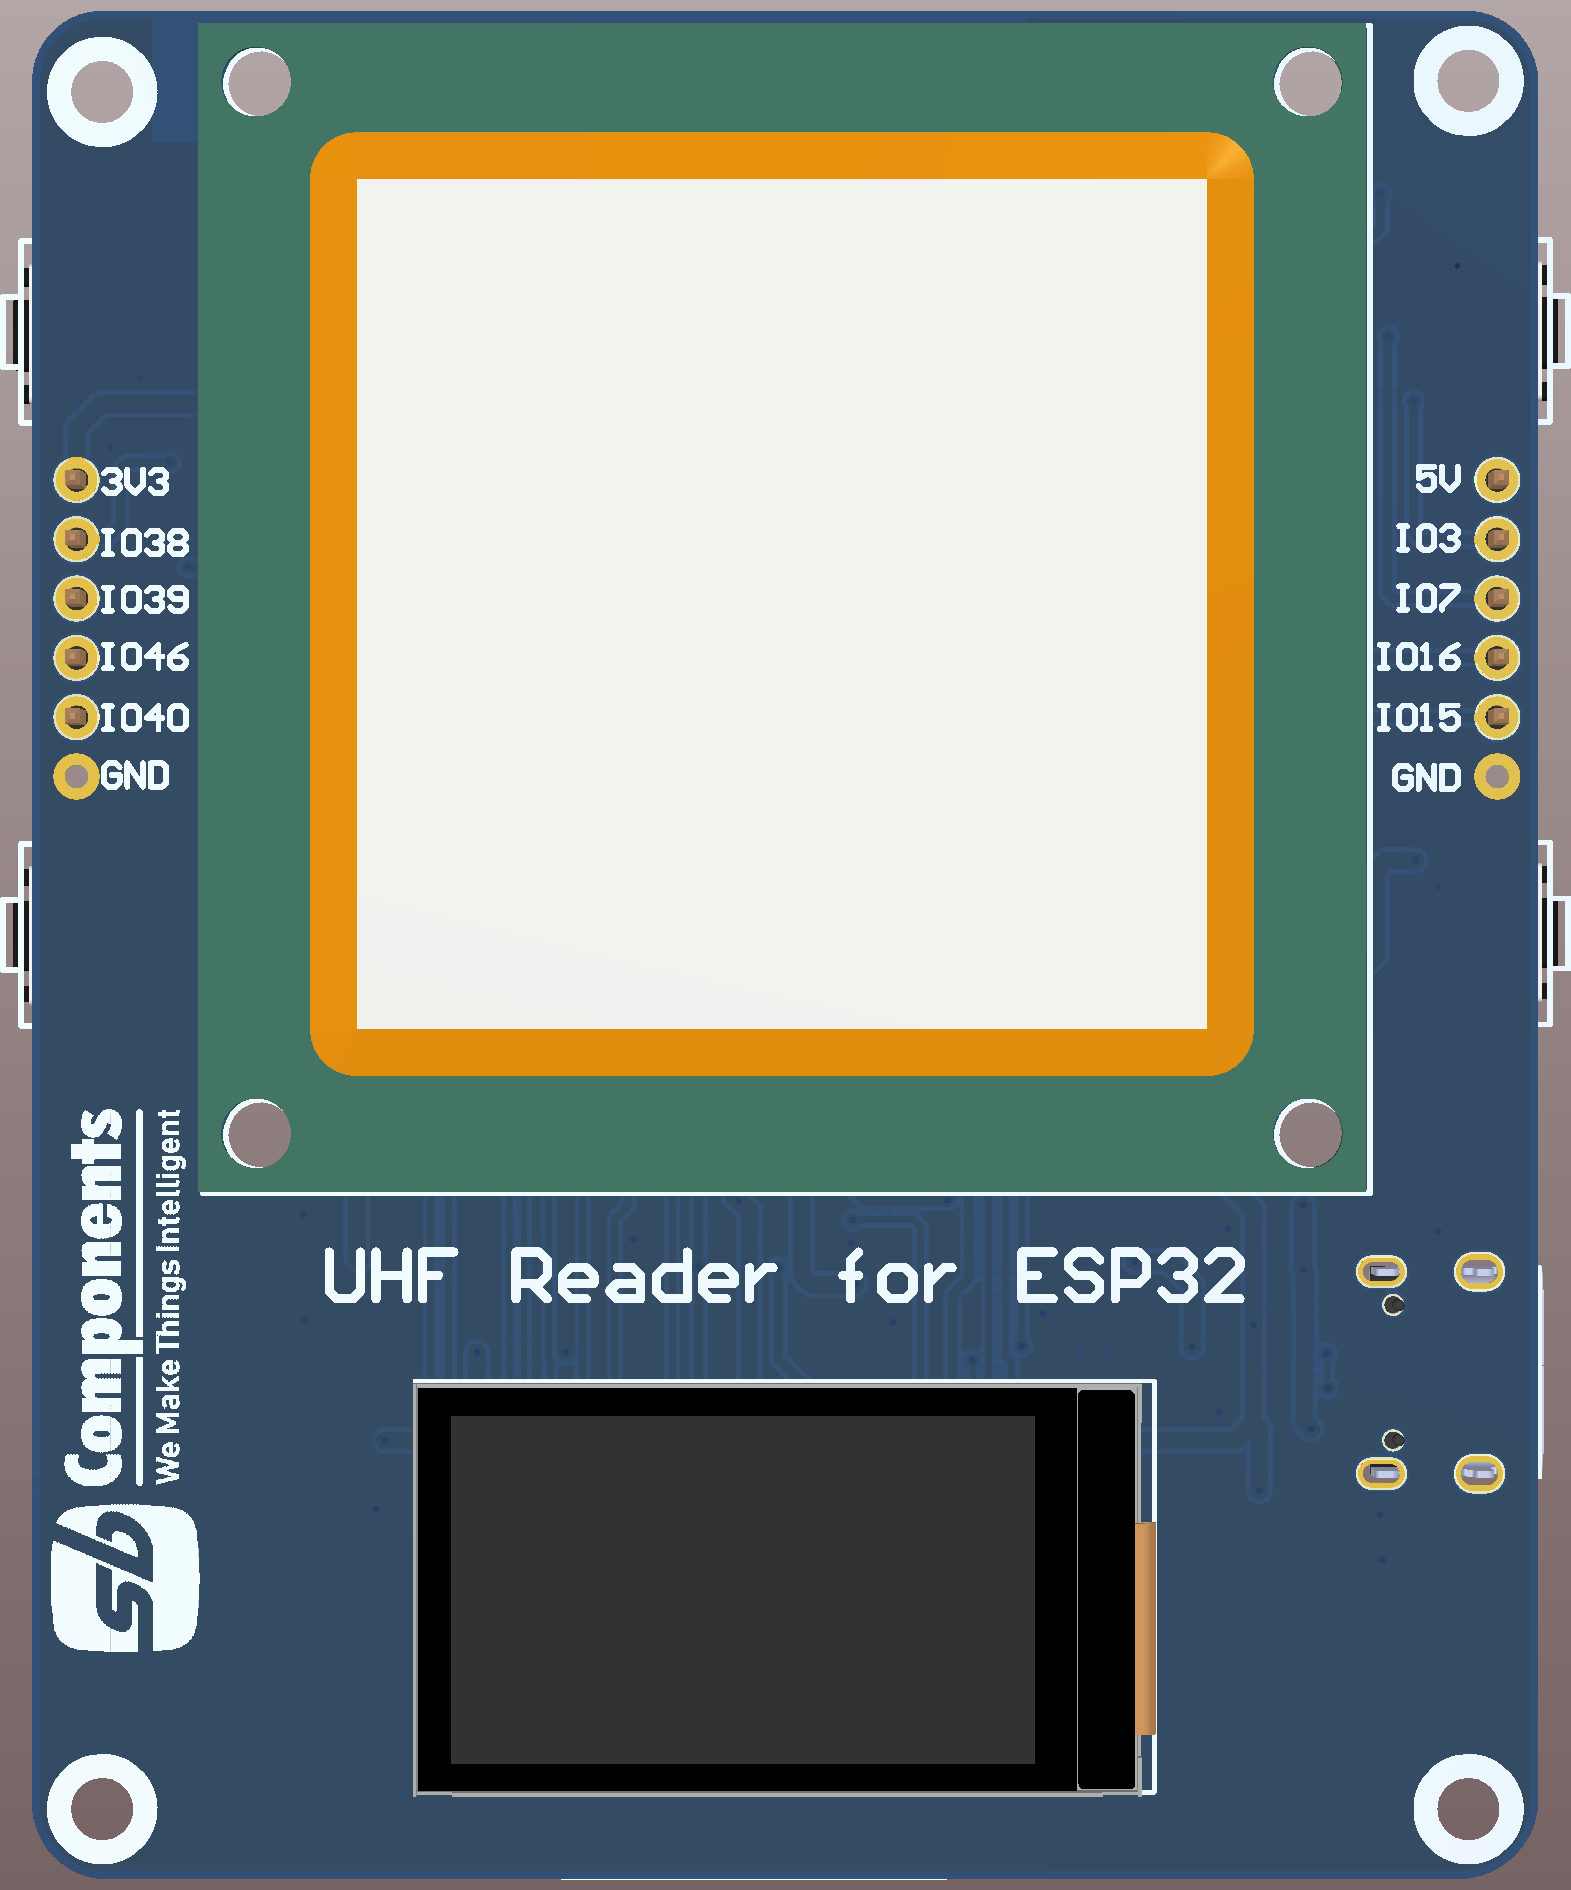 3V3
IO38
IO39
IO46
IO40
GND
5V
IO3
IO7
IO16
IO15
GND
UHF Reader for ESP32
sb Components
We Make Things Intelligent